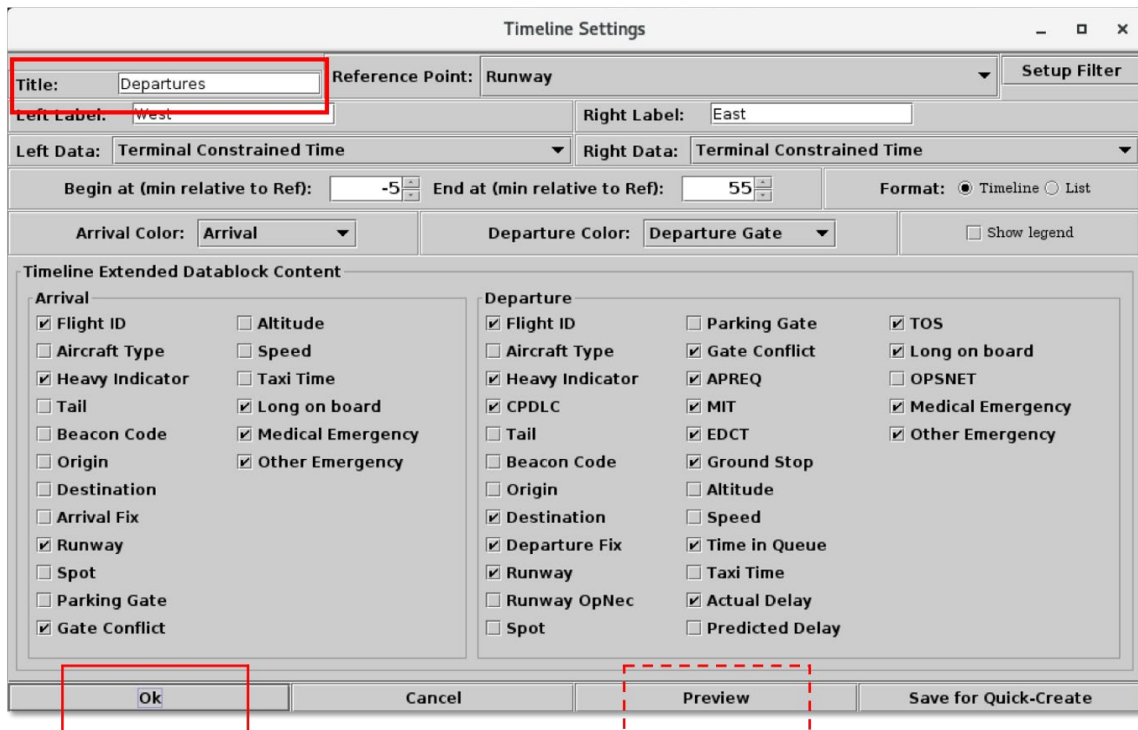 Timeline Settings
Title: Departures Reference Point: Runway Setup Filter
Left Label: West Right Label: East
Left Data: Terminal Constrained Time Right Data: Terminal Constrained Time
Begin at (min relative to Ref): -5 End at (min relative to Ref): 55 Format: Timeline List
Arrival Color: Arrival Departure Color: Departure Gate Show legend
Timeline Extended Datablock Content
Arrival
Flight ID Altitude
Aircraft Type Speed
Heavy Indicator Taxi Time
Tail Long on board
Beacon Code Medical Emergency
Origin Other Emergency
Destination
Arrival Fix
Runway
Spot
Parking Gate
Gate Conflict
Departure
Flight ID Parking Gate TOS
Aircraft Type Gate Conflict Long on board
Heavy Indicator APREQ OPSNET
CPDLC MIT Medical Emergency
Tail EDCT Other Emergency
Beacon Code Ground Stop
Origin Altitude
Destination Speed
Departure Fix Time in Queue
Runway Taxi Time
Runway OpNec Actual Delay
Spot Predicted Delay
Ok Cancel Preview Save for Quick-Create